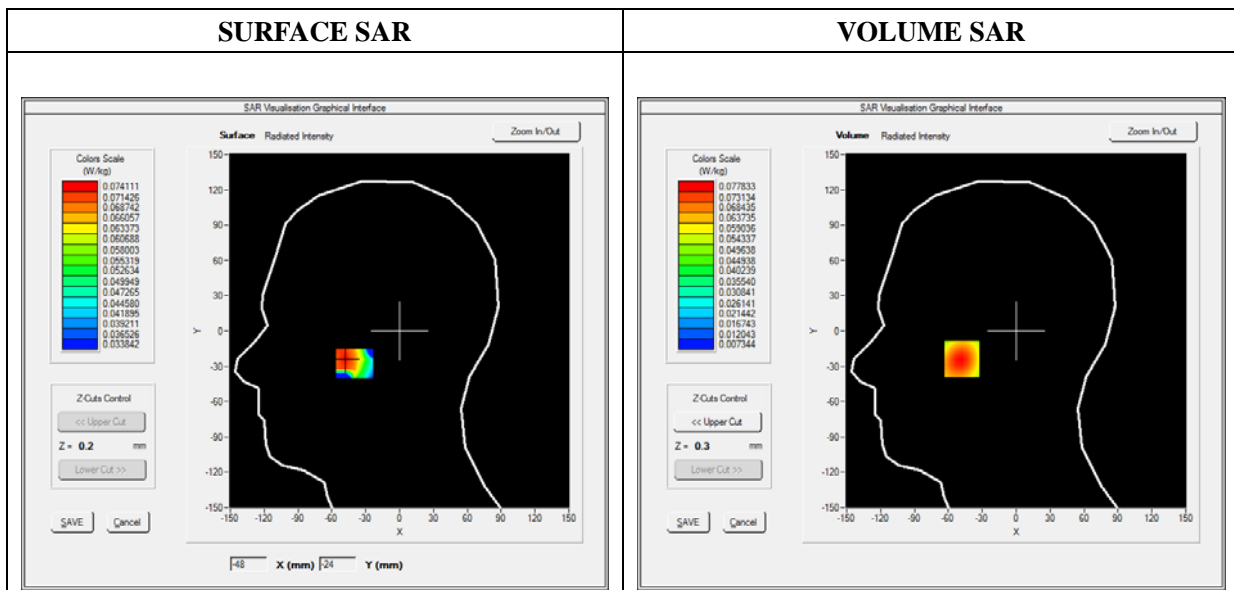 SURFACE SAR
VOLUME SAR
SAR Visualisation Graphical Interface
Surface Radiated Intensity
Zoom In/Out
Colors Scale
(W/kg)
0.074111
0.071426
0.068742
0.066057
0.063373
0.060688
0.058003
0.055319
0.052634
0.049949
0.047265
0.044580
0.041895
0.039211
0.036526
0.033842
150
120
90
60
30
0
-30
-60
-90
-120
-150
Y
-150 -120 -90 -60 -30 0 30 60 90 120 150
X
Z-Cuts Control
<< Upper Cut
Z = 0.2 mm
Lower Cut >>
SAVE Cancel
-48 X (mm) -24 Y (mm)
SAR Visualisation Graphical Interface
Volume Radiated Intensity
Zoom In/Out
Colors Scale
(W/kg)
0.077833
0.073134
0.068435
0.063735
0.059036
0.054337
0.049638
0.044938
0.040239
0.035540
0.030841
0.026141
0.021442
0.016743
0.012043
0.007344
150
120
90
60
30
0
-30
-60
-90
-120
-150
Y
-150 -120 -90 -60 -30 0 30 60 90 120 150
X
Z-Cuts Control
<< Upper Cut
Z = 0.3 mm
Lower Cut >>
SAVE Cancel